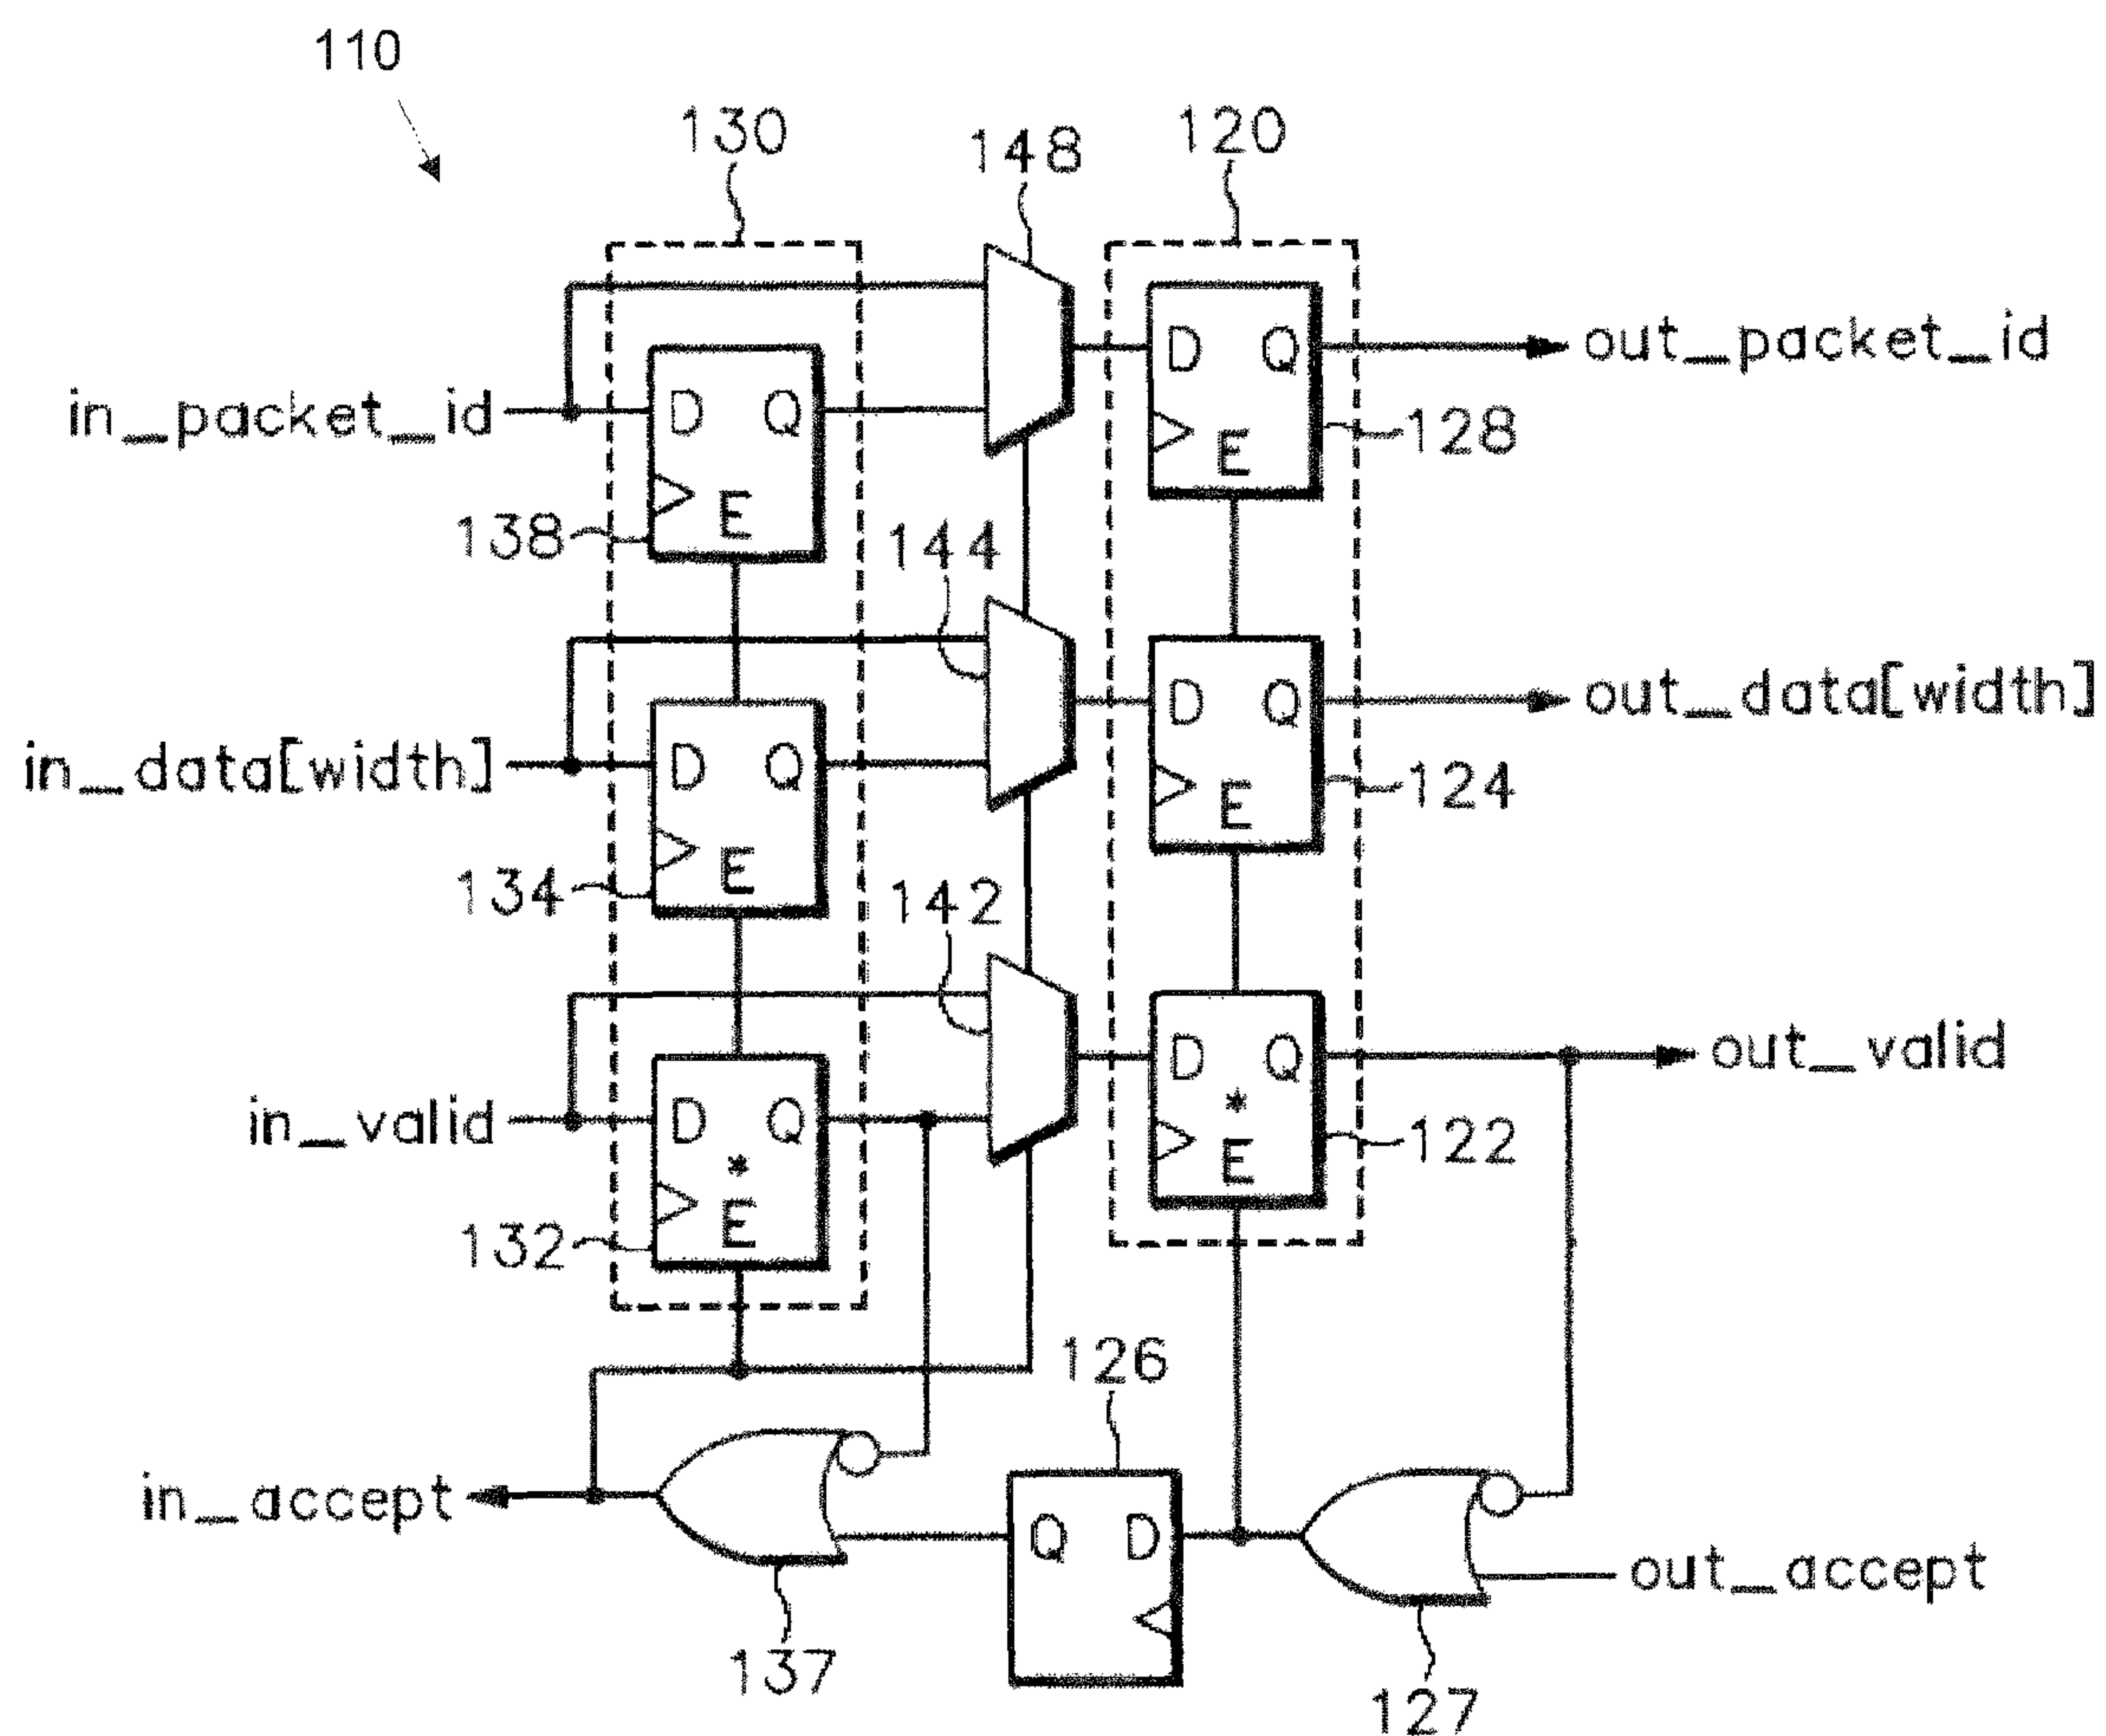 110
130
148
120
D Q
out_packet_id
in_packet_id
D Q
128
E
E
138
144
D Q
out_data[width]
in_data[width]
D Q
124
E
E
134
142
D Q
out_valid
*
in_valid
D Q
122
E
*
E
132
126
in_accept
Q D
out_accept
137
127